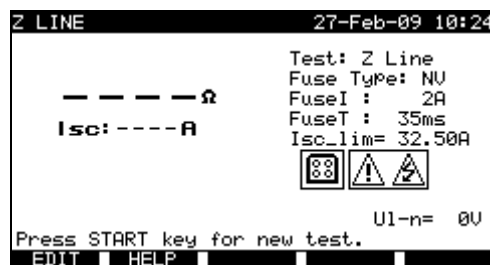 Z LINE 27-Feb-09 10:24
Test: Z Line
Fuse Type: NV
FuseI : 2A
FuseT : 35ms
Isc_lim= 32.50A
----Ω
Isc:----A
Ul-n= 0V
Press START key for new test.
EDIT HELP